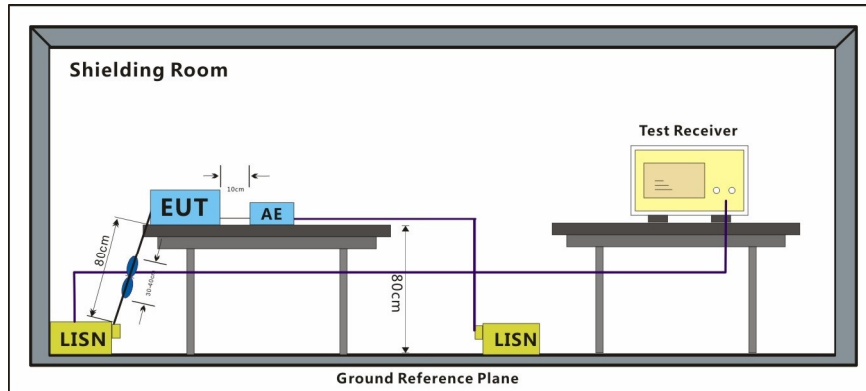 Shielding Room
Test Receiver
10cm
EUT
AE
80cm
30-40cm
80cm
LISN
LISN
Ground Reference Plane